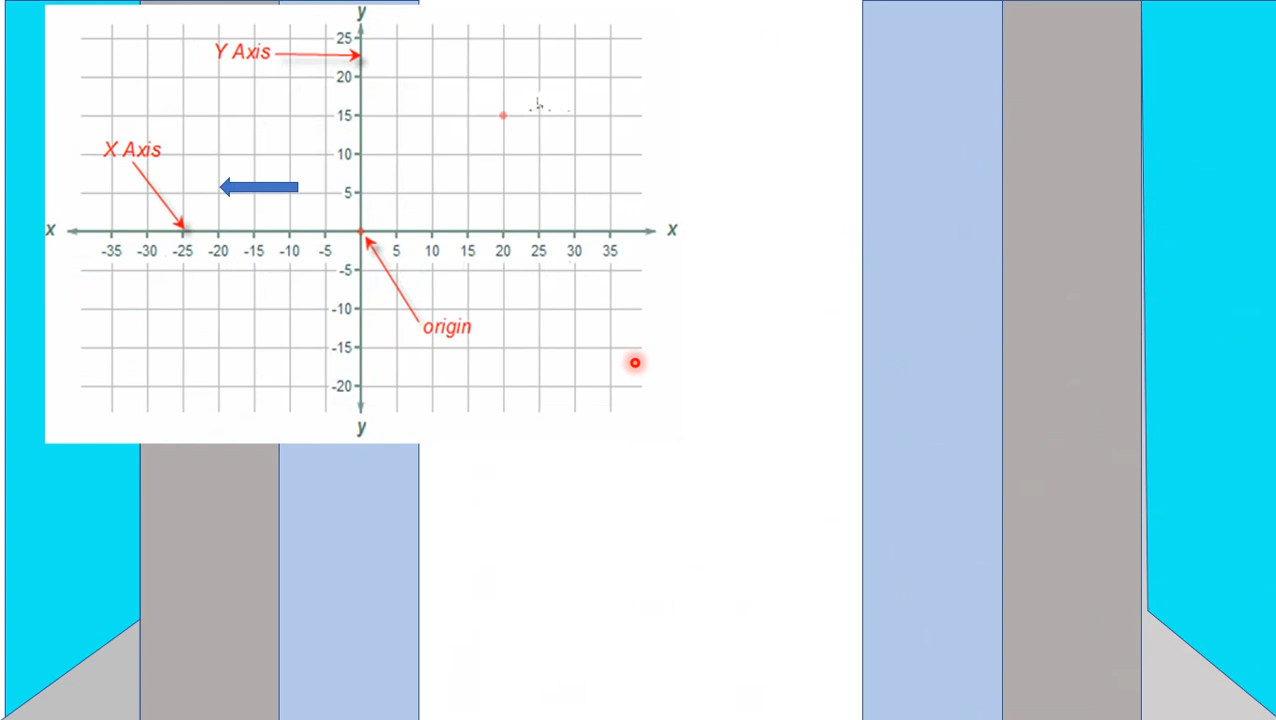 y
25
Y Axis
20
15
X Axis
10
5
x x
-35 -30 -25 -20 -15 -10 -5 5 10 15 20 25 30 35
-5
-10
origin
-15
-20
y